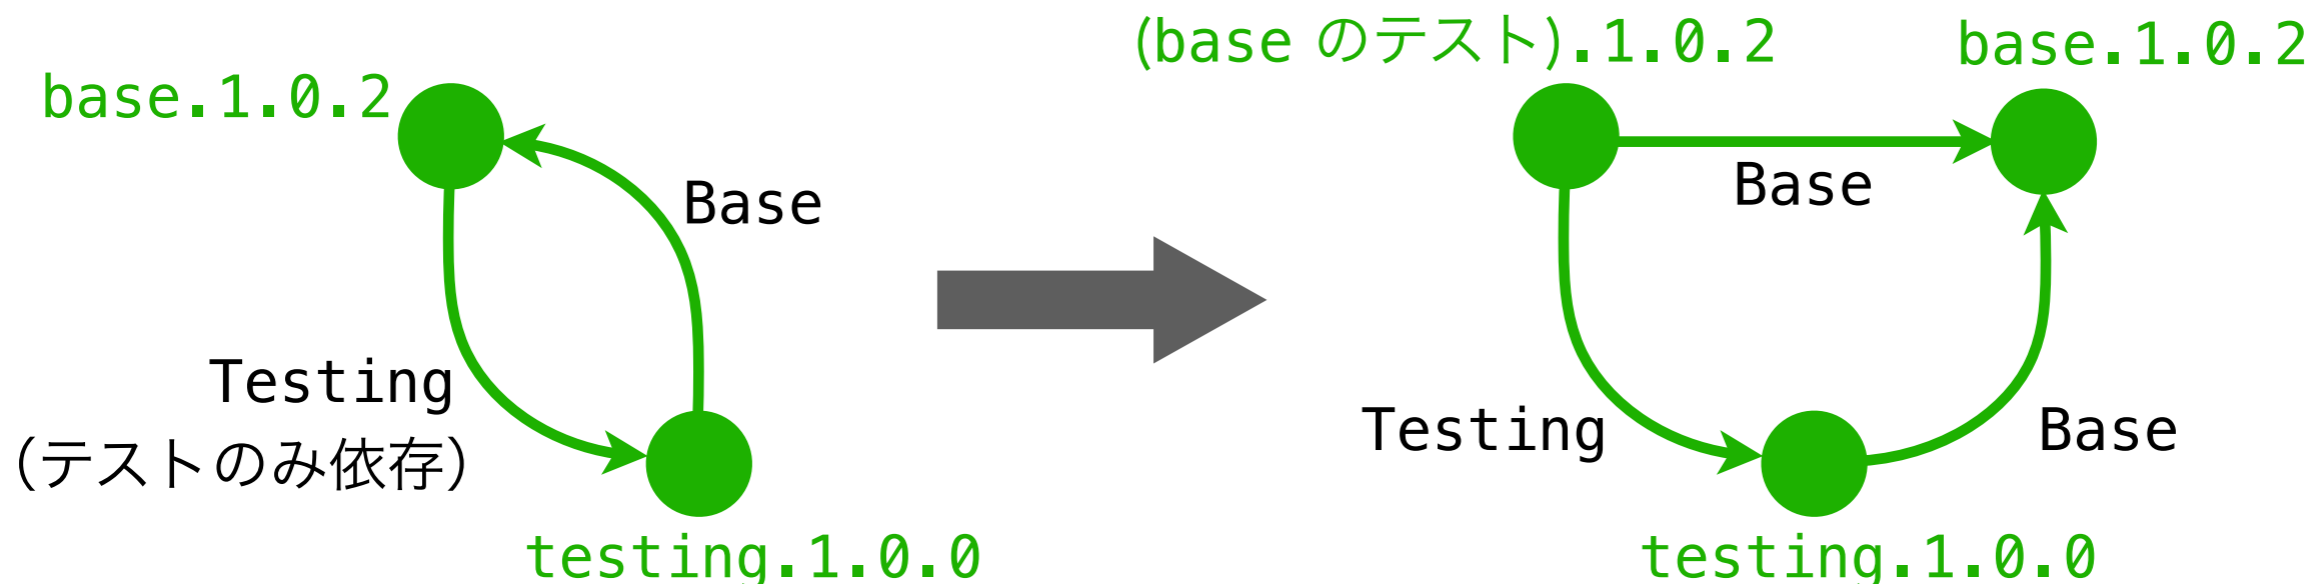 base.1.0.2
Base
Testing
（テストのみ依存）
testing.1.0.0
(base のテスト).1.0.2
base.1.0.2
Base
Testing
Base
testing.1.0.0